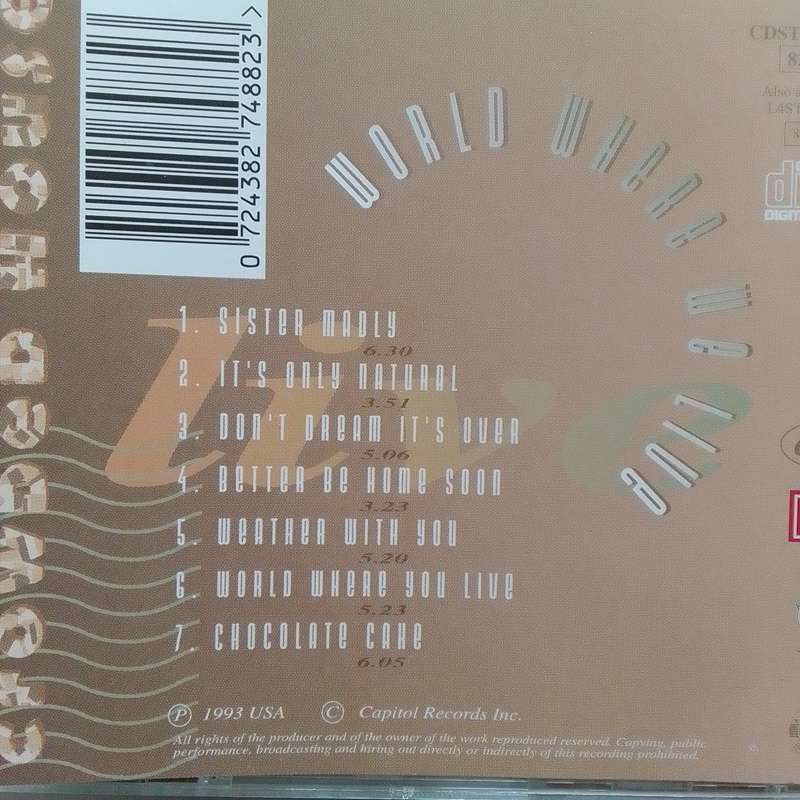 CROWDED HOUSE
0 724382 748823 >
WORLD WHERE U R LIVE
live
1. SISTER MADLY
6.30
2. IT'S ONLY NATURAL
3.51
3. DON'T DREAM IT'S OVER
5.06
4. BETTER BE HOME SOON
3.23
5. WEATHER WITH YOU
5.20
6. WORLD WHERE YOU LIVE
5.23
7. CHOCOLATE CAKE
6.05
Ⓟ 1993 USA © Capitol Records Inc.
All rights of the producer and of the owner of the work reproduced reserved. Copying, public
performance, broadcasting and hiring out directly or indirectly of this recording prohibited.
CDST
Also a